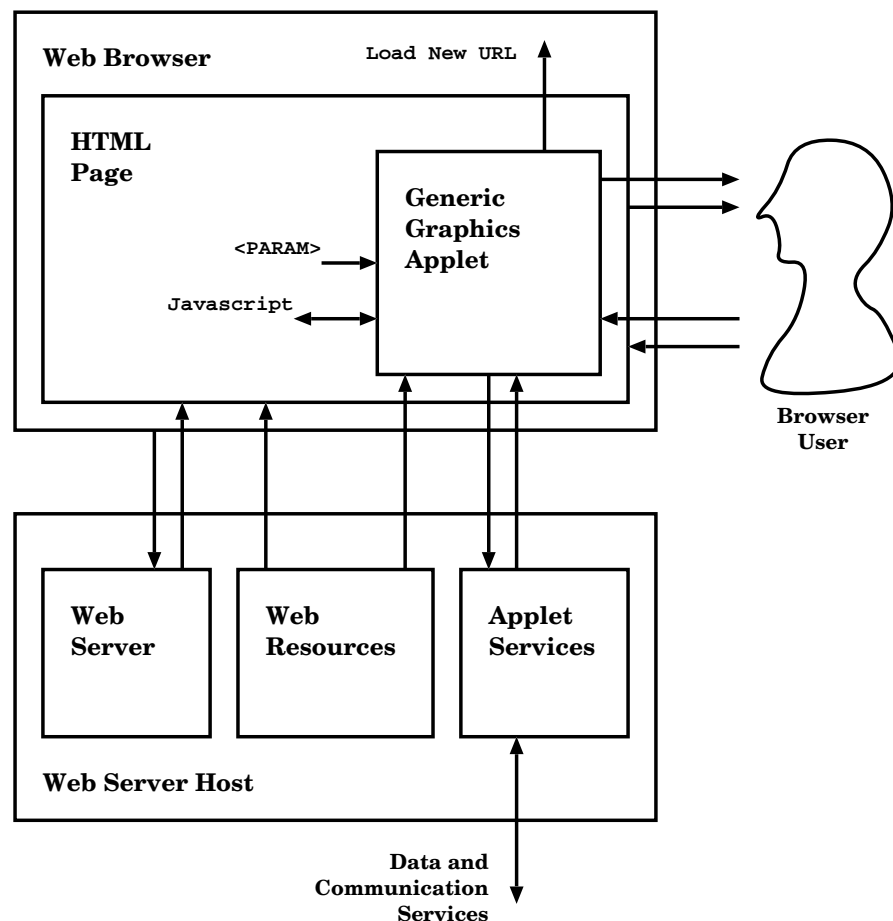 Web Browser
Load New URL
HTML
Page
Generic
Graphics
Applet
<PARAM>
Javascript
Browser
User
Web
Server
Web
Resources
Applet
Services
Web Server Host
Data and
Communication
Services